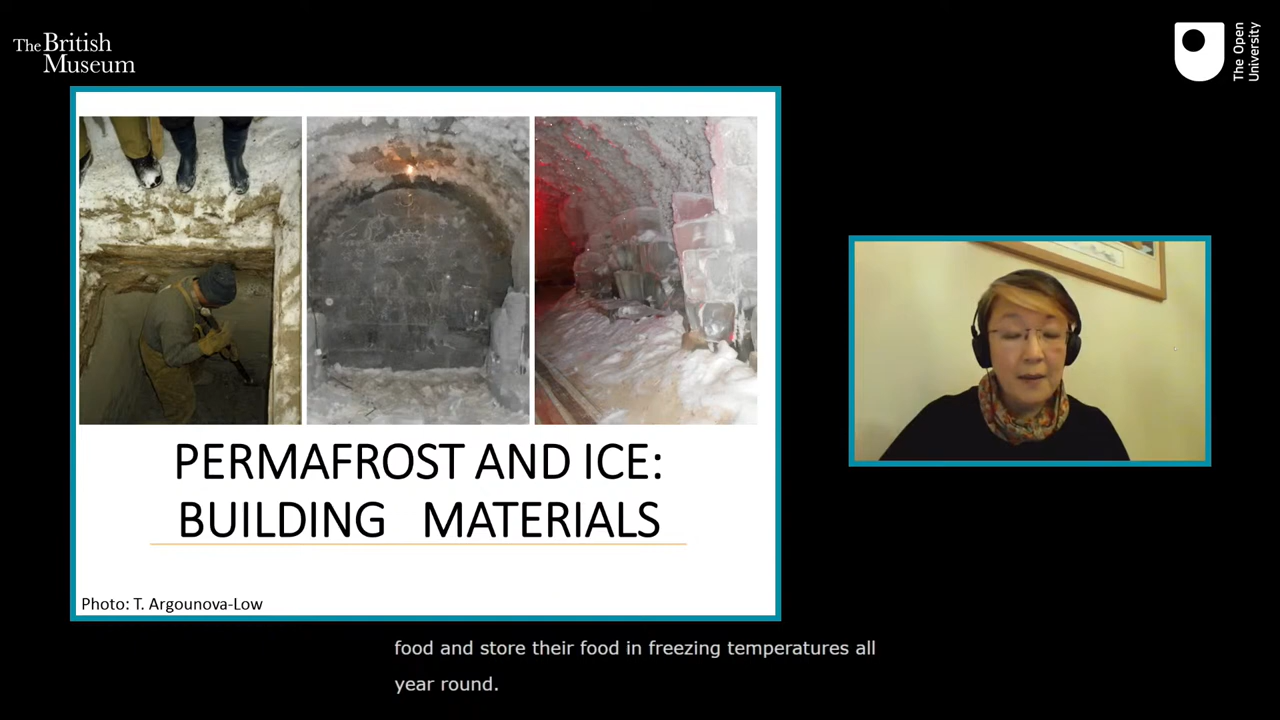 The British
Museum
The Open
University
PERMAFROST AND ICE:
BUILDING MATERIALS
Photo: T. Argounova-Low
food and store their food in freezing temperatures all
year round.